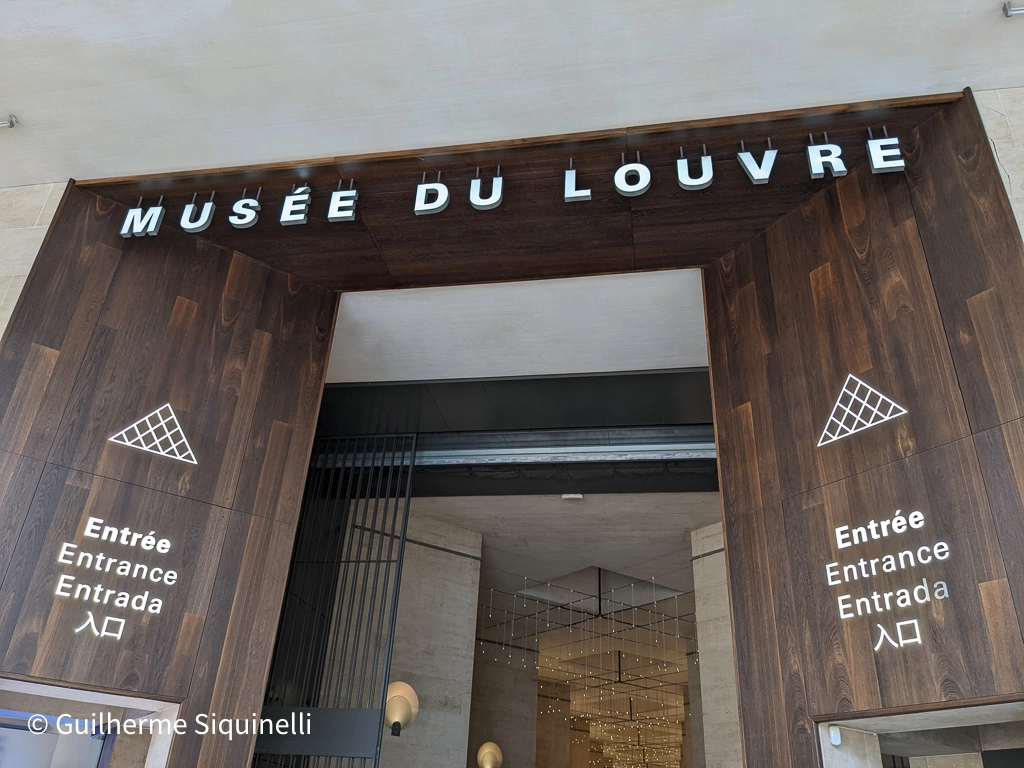 MUSÉE DU LOUVRE
Entrée
Entrance
Entrada
入口
Entrée
Entrance
Entrada
入口
© Guilherme Siquinelli